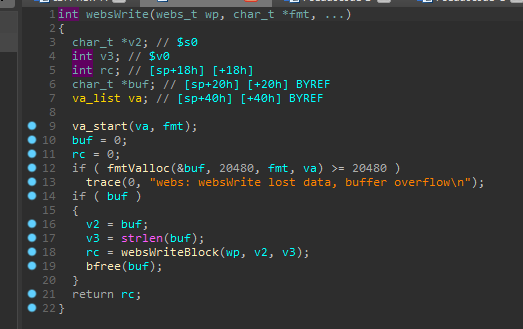 1 int websWrite(webs_t wp, char_t *fmt, ...)
2 {
3 char_t *v2; // $s0
4 int v3; // $v0
5 int rc; // [sp+18h] [+18h]
6 char_t *buf; // [sp+20h] [+20h] BYREF
7 va_list va; // [sp+40h] [+40h] BYREF
8
9 va_start(va, fmt);
10 buf = 0;
11 rc = 0;
12 if ( fmtValloc(&buf, 20480, fmt, va) >= 20480 )
13 trace(0, "webs: websWrite lost data, buffer overflow\n");
14 if ( buf )
15 {
16 v2 = buf;
17 v3 = strlen(buf);
18 rc = websWriteBlock(wp, v2, v3);
19 bfree(buf);
20 }
21 return rc;
22 }